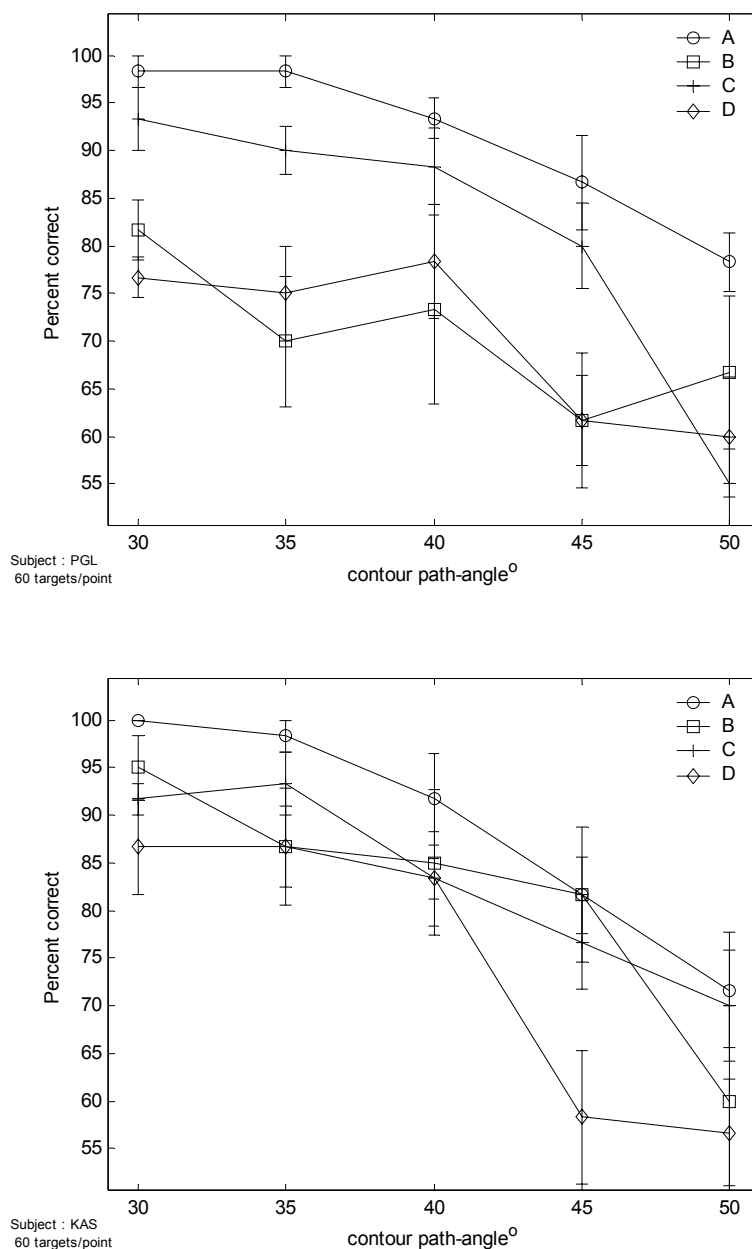 100
95
90
85
80
75
70
65
60
55
Percent correct
A
B
C
D
30 35 40 45 50
contour path-angle°
Subject : PGL
60 targets/point
100
95
90
85
80
75
70
65
60
55
Percent correct
A
B
C
D
30 35 40 45 50
contour path-angle°
Subject : KAS
60 targets/point